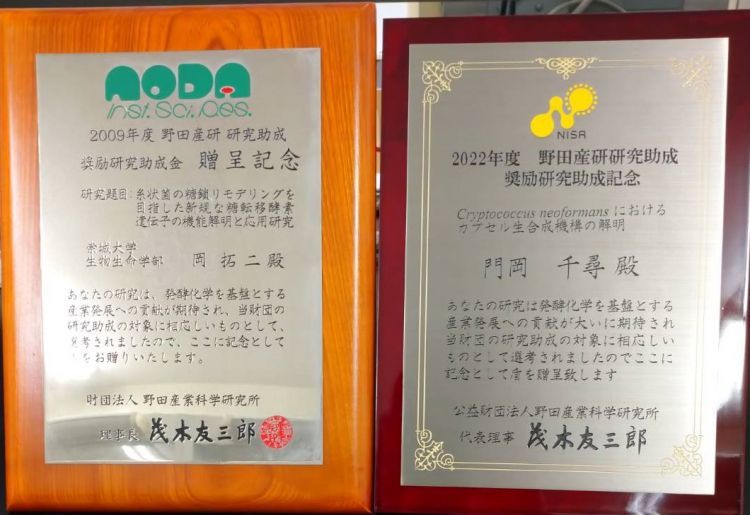 NODA
Inst. Sci. Res.
2009年度 野田産研 研究助成
奨励研究助成金 贈呈記念
研究題目:糸状菌の糖鎖リモデリングを
目指した新規な糖転移酵素
遺伝子の機能解明と応用研究
崇城大学
生物生命学部 岡 拓二殿
あなたの研究は、発酵化学を基盤とする
産業発展への貢献が期待され、当財団の
研究助成の対象に相応しいものとして、
選考されましたので、ここに記念として
をお贈りいたします。
財団法人 野田産業科学研究所
理事長 茂木友三郎
NISR
2022年度 野田産研研究助成
奨励研究助成記念
Cryptococcus neoformans における
カプセル生合成機構の解明
門岡 千尋 殿
あなたの研究は発酵化学を基盤とする
産業発展への貢献が大いに期待され
当財団の研究助成の対象に相応しい
ものとして選考されましたのでここに
記念として盾を贈呈致します
公益財団法人野田産業科学研究所
代表理事 茂木友三郎